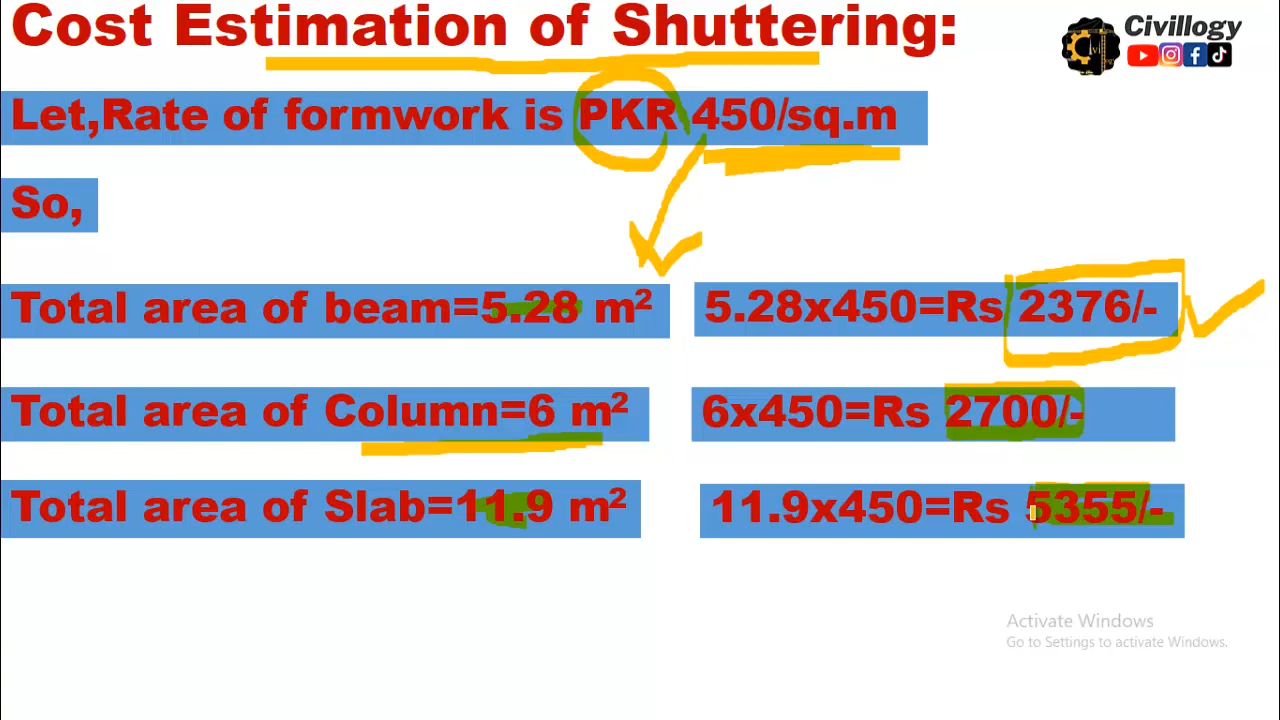 Cost Estimation of Shuttering:
Civillogy
Let,Rate of formwork is PKR 450/sq.m
So,
Total area of beam=5.28 m² 5.28x450=Rs 2376/-
Total area of Column=6 m² 6x450=Rs 2700/-
Total area of Slab=11.9 m² 11.9x450=Rs 5355/-
Activate Windows
Go to Settings to activate Windows.